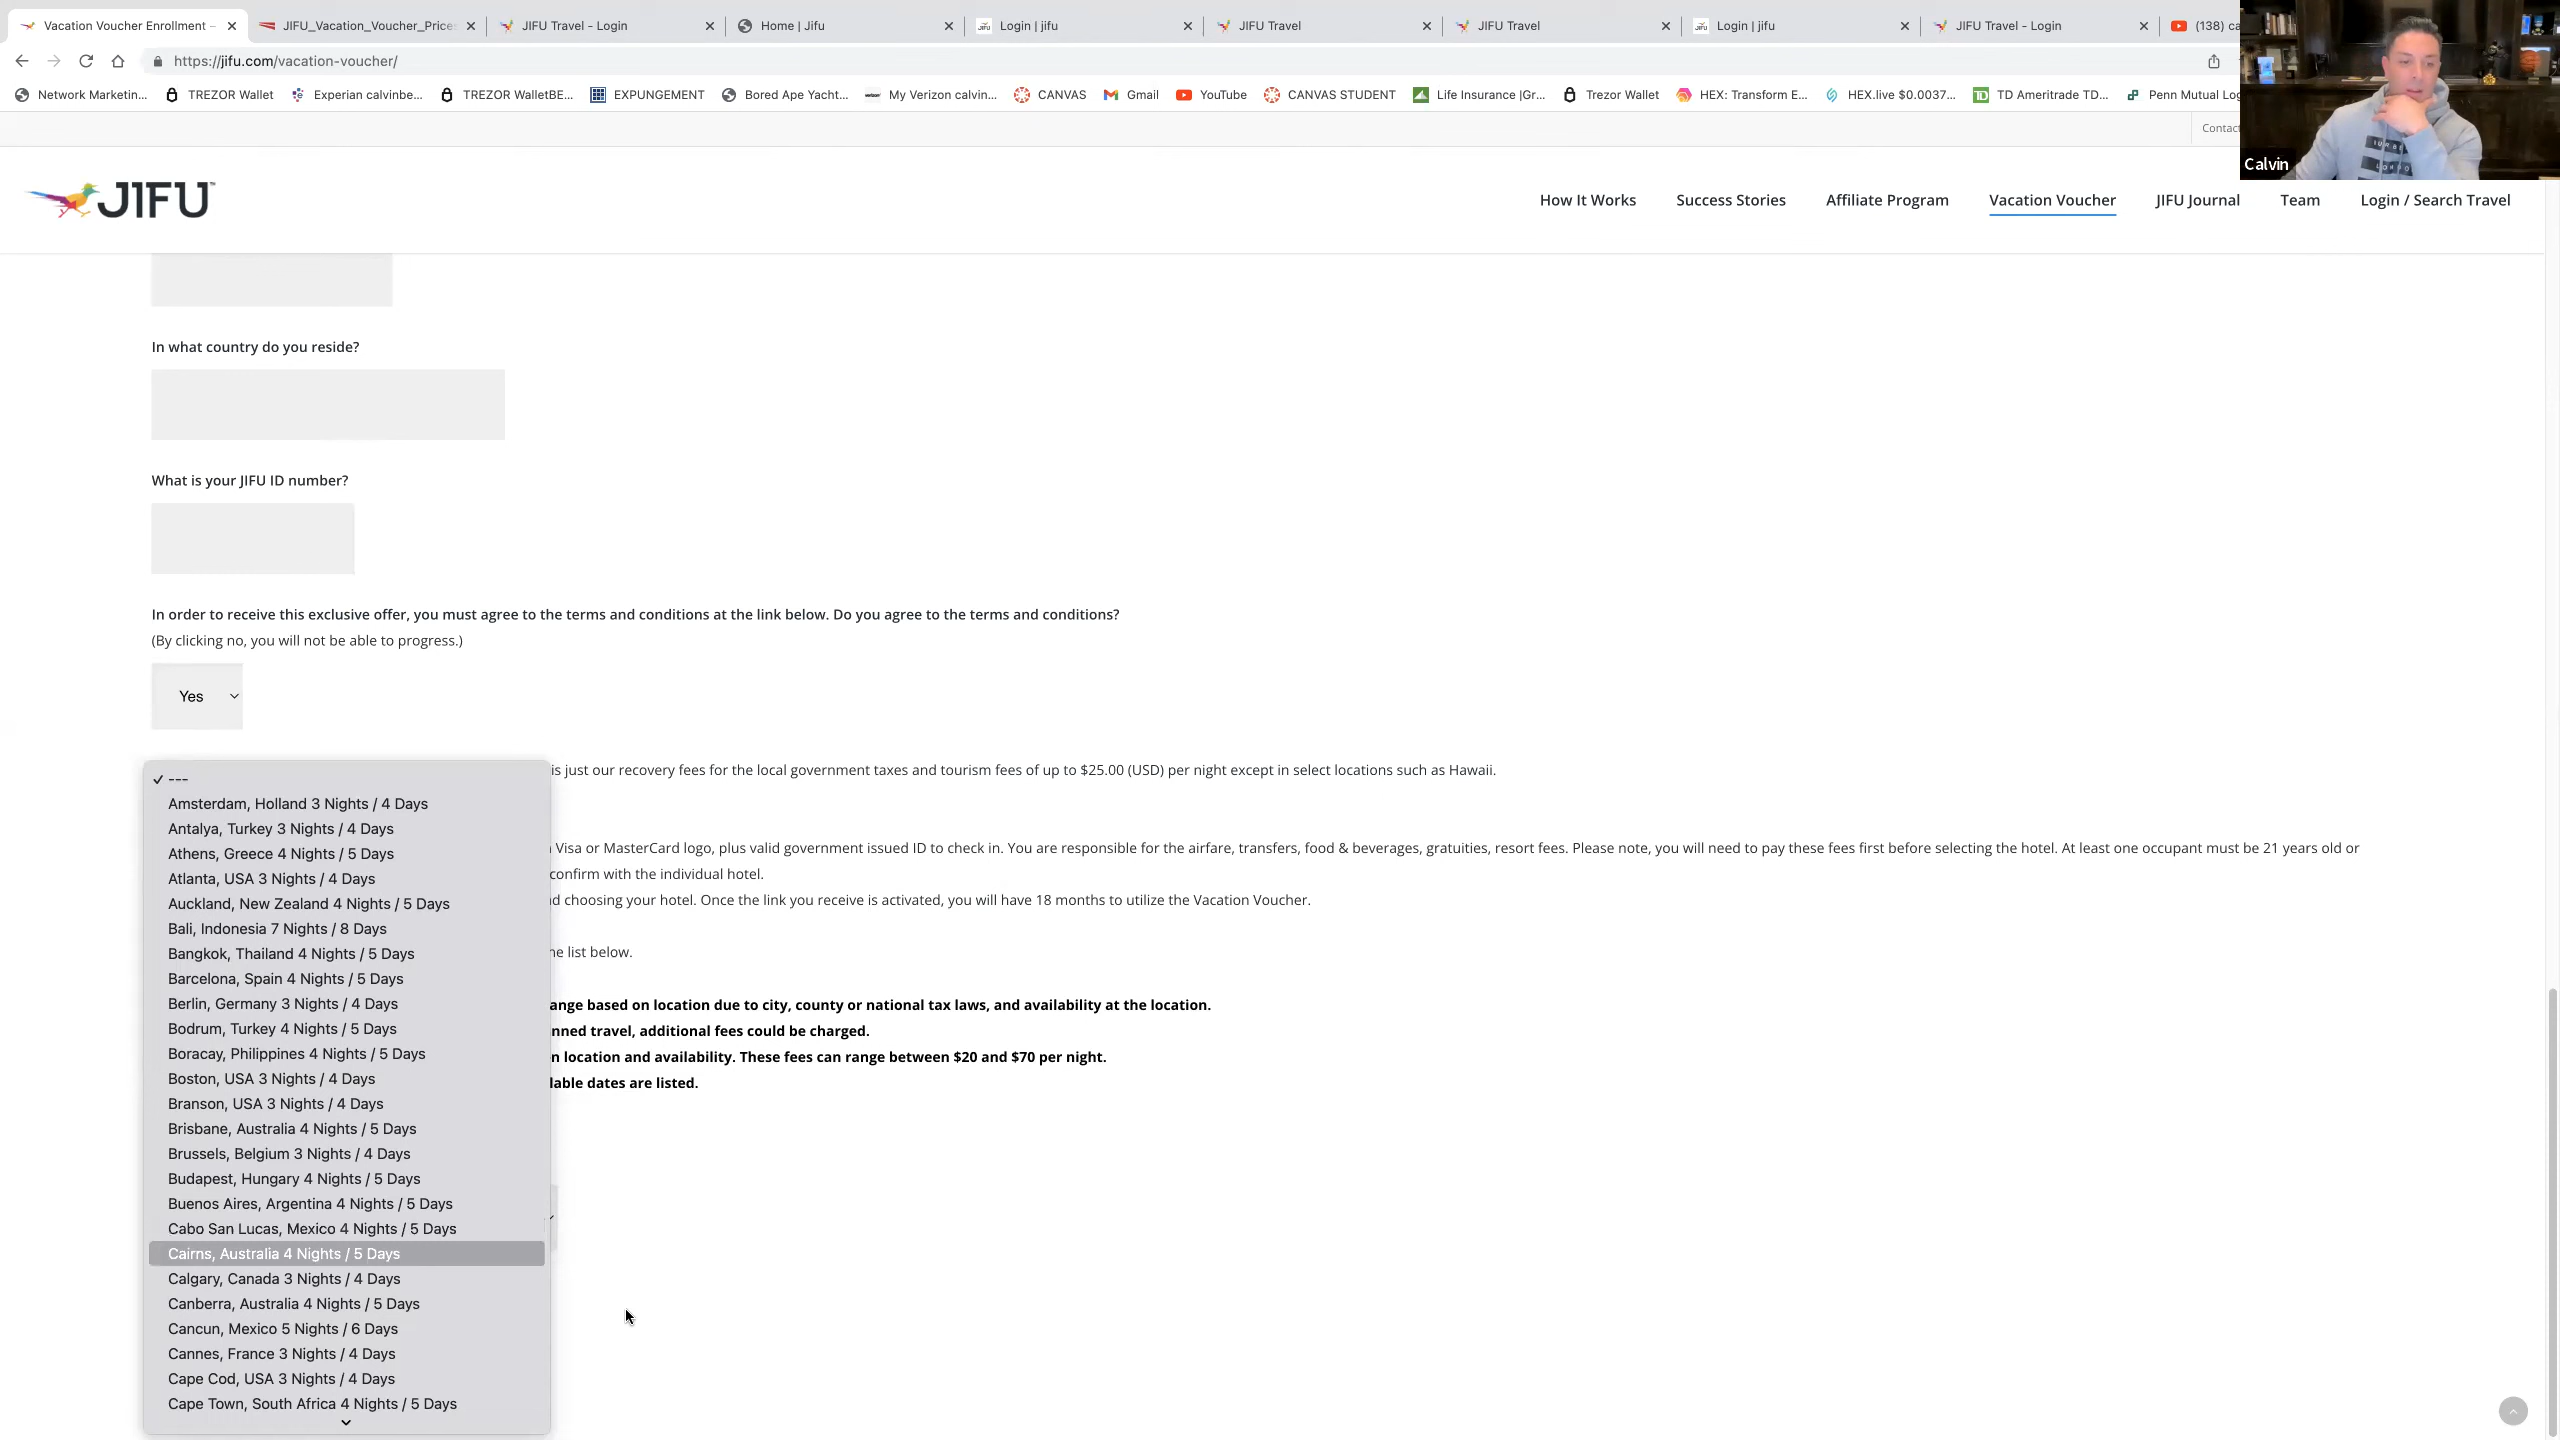 Vacation Voucher Enrollment –
JIFU_Vacation_Voucher_Price
JIFU Travel - Login
Home | Jifu
Login | jifu
JIFU Travel
JIFU Travel
Login | jifu
JIFU Travel - Login
(138) ca
https://jifu.com/vacation-voucher/
Network Marketin...
TREZOR Wallet
Experian calvinbe...
TREZOR WalletBE...
EXPUNGEMENT
Bored Ape Yacht...
My Verizon calvin...
CANVAS
Gmail
YouTube
CANVAS STUDENT
Life Insurance |Gr...
Trezor Wallet
HEX: Transform E...
HEX.live $0.0037...
TD Ameritrade TD...
Penn Mutual Log
Contact
Calvin
JIFU™
How It Works
Success Stories
Affiliate Program
Vacation Voucher
JIFU Journal
Team
Login / Search Travel
In what country do you reside?
What is your JIFU ID number?
In order to receive this exclusive offer, you must agree to the terms and conditions at the link below. Do you agree to the terms and conditions?
(By clicking no, you will not be able to progress.)
Yes
is just our recovery fees for the local government taxes and tourism fees of up to $25.00 (USD) per night except in select locations such as Hawaii.
Visa or MasterCard logo, plus valid government issued ID to check in. You are responsible for the airfare, transfers, food & beverages, gratuities, resort fees. Please note, you will need to pay these fees first before selecting the hotel. At least one occupant must be 21 years old or
confirm with the individual hotel.
d choosing your hotel. Once the link you receive is activated, you will have 18 months to utilize the Vacation Voucher.
he list below.
ange based on location due to city, county or national tax laws, and availability at the location.
nned travel, additional fees could be charged.
n location and availability. These fees can range between $20 and $70 per night.
lable dates are listed.
✓ ---
Amsterdam, Holland 3 Nights / 4 Days
Antalya, Turkey 3 Nights / 4 Days
Athens, Greece 4 Nights / 5 Days
Atlanta, USA 3 Nights / 4 Days
Auckland, New Zealand 4 Nights / 5 Days
Bali, Indonesia 7 Nights / 8 Days
Bangkok, Thailand 4 Nights / 5 Days
Barcelona, Spain 4 Nights / 5 Days
Berlin, Germany 3 Nights / 4 Days
Bodrum, Turkey 4 Nights / 5 Days
Boracay, Philippines 4 Nights / 5 Days
Boston, USA 3 Nights / 4 Days
Branson, USA 3 Nights / 4 Days
Brisbane, Australia 4 Nights / 5 Days
Brussels, Belgium 3 Nights / 4 Days
Budapest, Hungary 4 Nights / 5 Days
Buenos Aires, Argentina 4 Nights / 5 Days
Cabo San Lucas, Mexico 4 Nights / 5 Days
Cairns, Australia 4 Nights / 5 Days
Calgary, Canada 3 Nights / 4 Days
Canberra, Australia 4 Nights / 5 Days
Cancun, Mexico 5 Nights / 6 Days
Cannes, France 3 Nights / 4 Days
Cape Cod, USA 3 Nights / 4 Days
Cape Town, South Africa 4 Nights / 5 Days